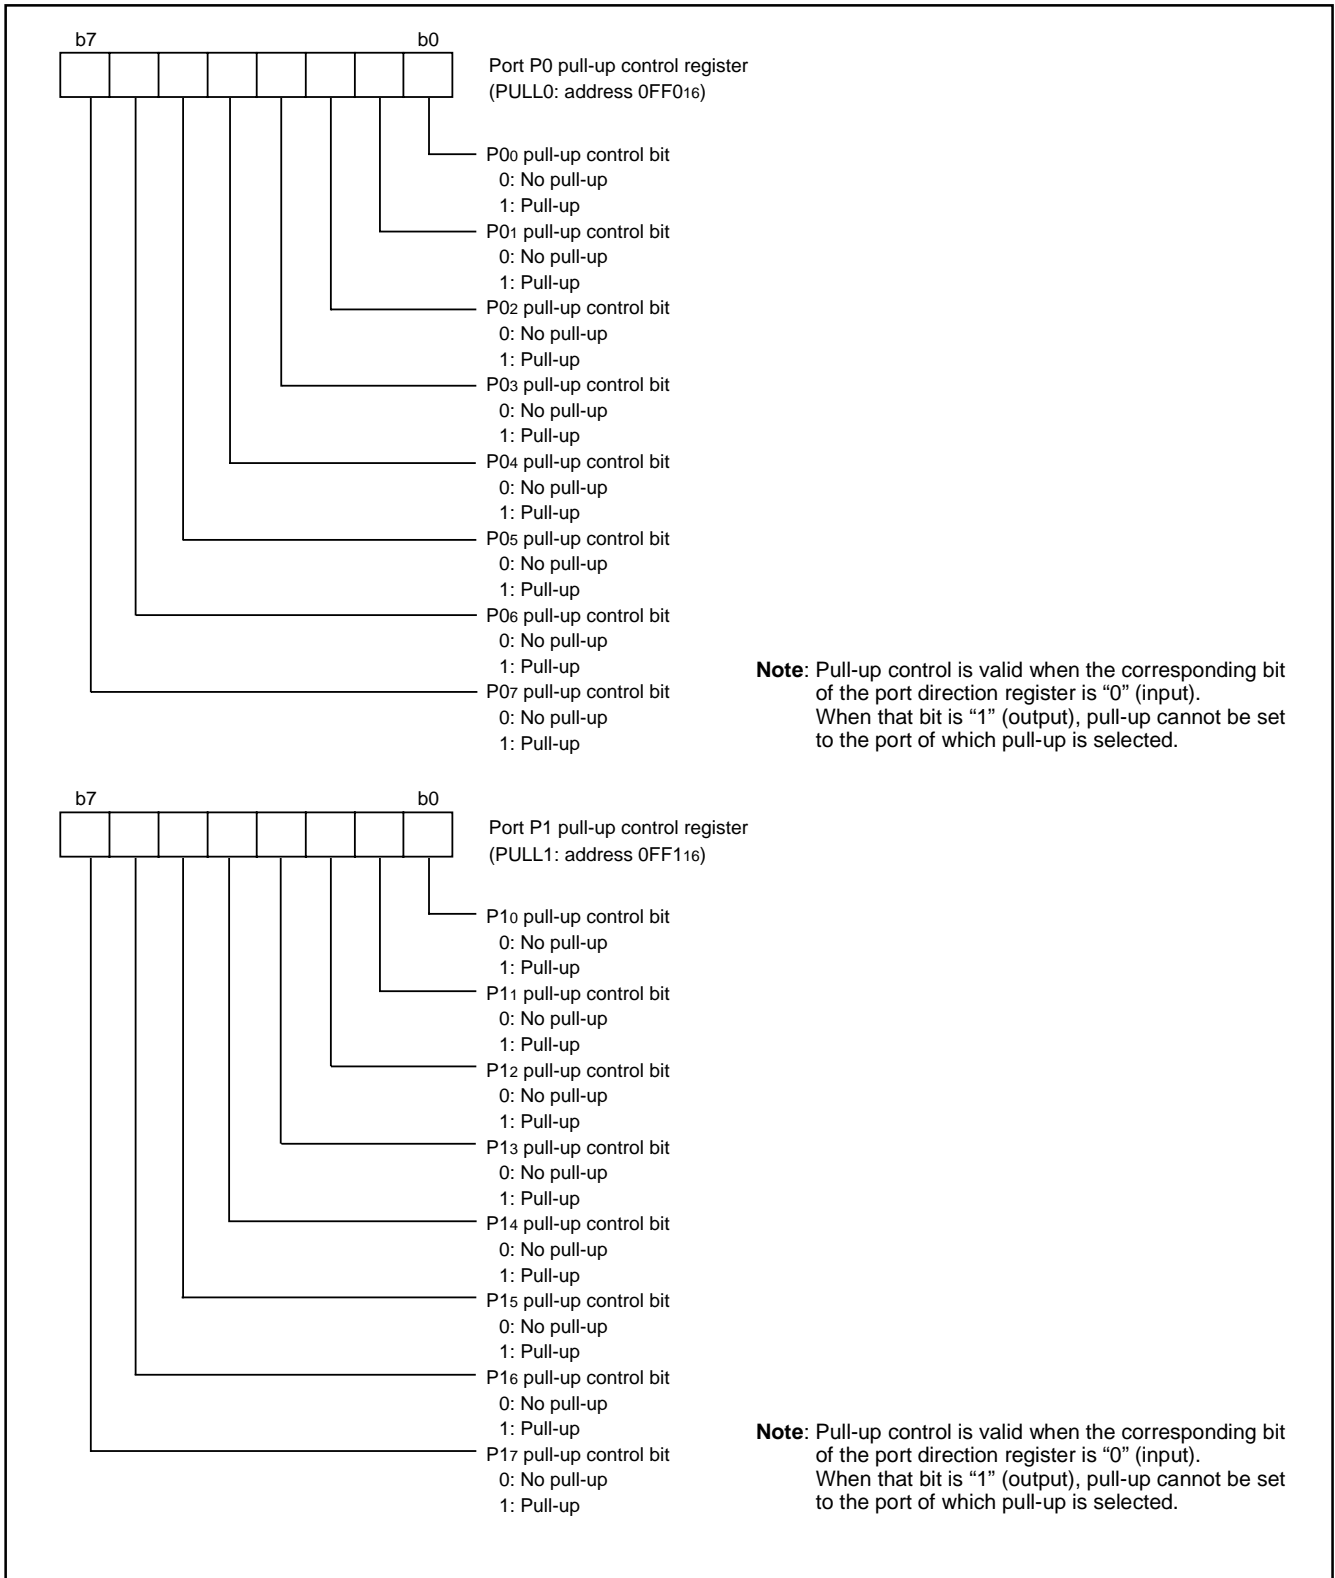 b7 b0
Port P0 pull-up control register
(PULL0: address 0FF016)
P00 pull-up control bit
0: No pull-up
1: Pull-up
P01 pull-up control bit
0: No pull-up
1: Pull-up
P02 pull-up control bit
0: No pull-up
1: Pull-up
P03 pull-up control bit
0: No pull-up
1: Pull-up
P04 pull-up control bit
0: No pull-up
1: Pull-up
P05 pull-up control bit
0: No pull-up
1: Pull-up
P06 pull-up control bit
0: No pull-up
1: Pull-up
P07 pull-up control bit
0: No pull-up
1: Pull-up
Note: Pull-up control is valid when the corresponding bit
of the port direction register is “0” (input).
When that bit is “1” (output), pull-up cannot be set
to the port of which pull-up is selected.
b7 b0
Port P1 pull-up control register
(PULL1: address 0FF116)
P10 pull-up control bit
0: No pull-up
1: Pull-up
P11 pull-up control bit
0: No pull-up
1: Pull-up
P12 pull-up control bit
0: No pull-up
1: Pull-up
P13 pull-up control bit
0: No pull-up
1: Pull-up
P14 pull-up control bit
0: No pull-up
1: Pull-up
P15 pull-up control bit
0: No pull-up
1: Pull-up
P16 pull-up control bit
0: No pull-up
1: Pull-up
P17 pull-up control bit
0: No pull-up
1: Pull-up
Note: Pull-up control is valid when the corresponding bit
of the port direction register is “0” (input).
When that bit is “1” (output), pull-up cannot be set
to the port of which pull-up is selected.